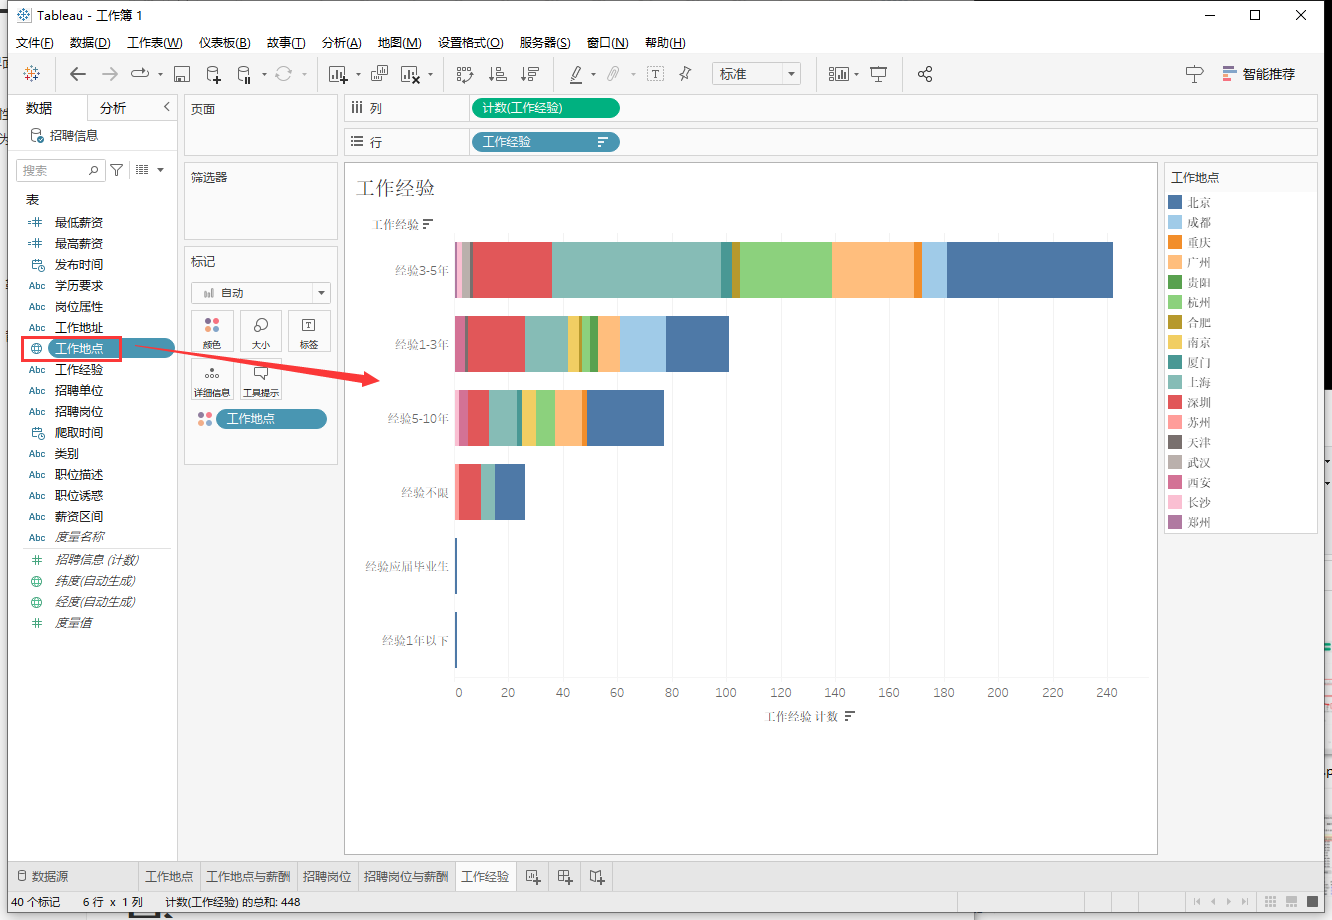 Tableau - 工作簿 1
文件(F) 数据(D) 工作表(W) 仪表板(B) 故事(T) 分析(A) 地图(M) 设置格式(O) 服务器(S) 窗口(N) 帮助(H)
标准
智能推荐
数据 分析
招聘信息
搜索
表
最低薪资
最高薪资
发布时间
Abc 学历要求
Abc 岗位属性
Abc 工作地址
工作地点
Abc 工作经验
Abc 招聘单位
Abc 招聘岗位
爬取时间
Abc 类别
Abc 职位描述
Abc 职位诱惑
Abc 薪资区间
Abc 度量名称
招聘信息 (计数)
纬度(自动生成)
经度(自动生成)
度量值
页面
筛选器
标记
自动
颜色 大小 标签
详细信息 工具提示
工作地点
列 计数(工作经验)
行 工作经验
工作经验
工作经验
经验3-5年
经验1-3年
经验5-10年
经验不限
经验应届毕业生
经验1年以下
0 20 40 60 80 100 120 140 160 180 200 220 240
工作经验 计数
工作地点
北京
成都
重庆
广州
贵阳
杭州
合肥
南京
厦门
上海
深圳
苏州
天津
武汉
西安
长沙
郑州
数据源 工作地点 工作地点与薪酬 招聘岗位 招聘岗位与薪酬 工作经验
40 个标记 6 行 x 1 列 计数(工作经验) 的总和: 448